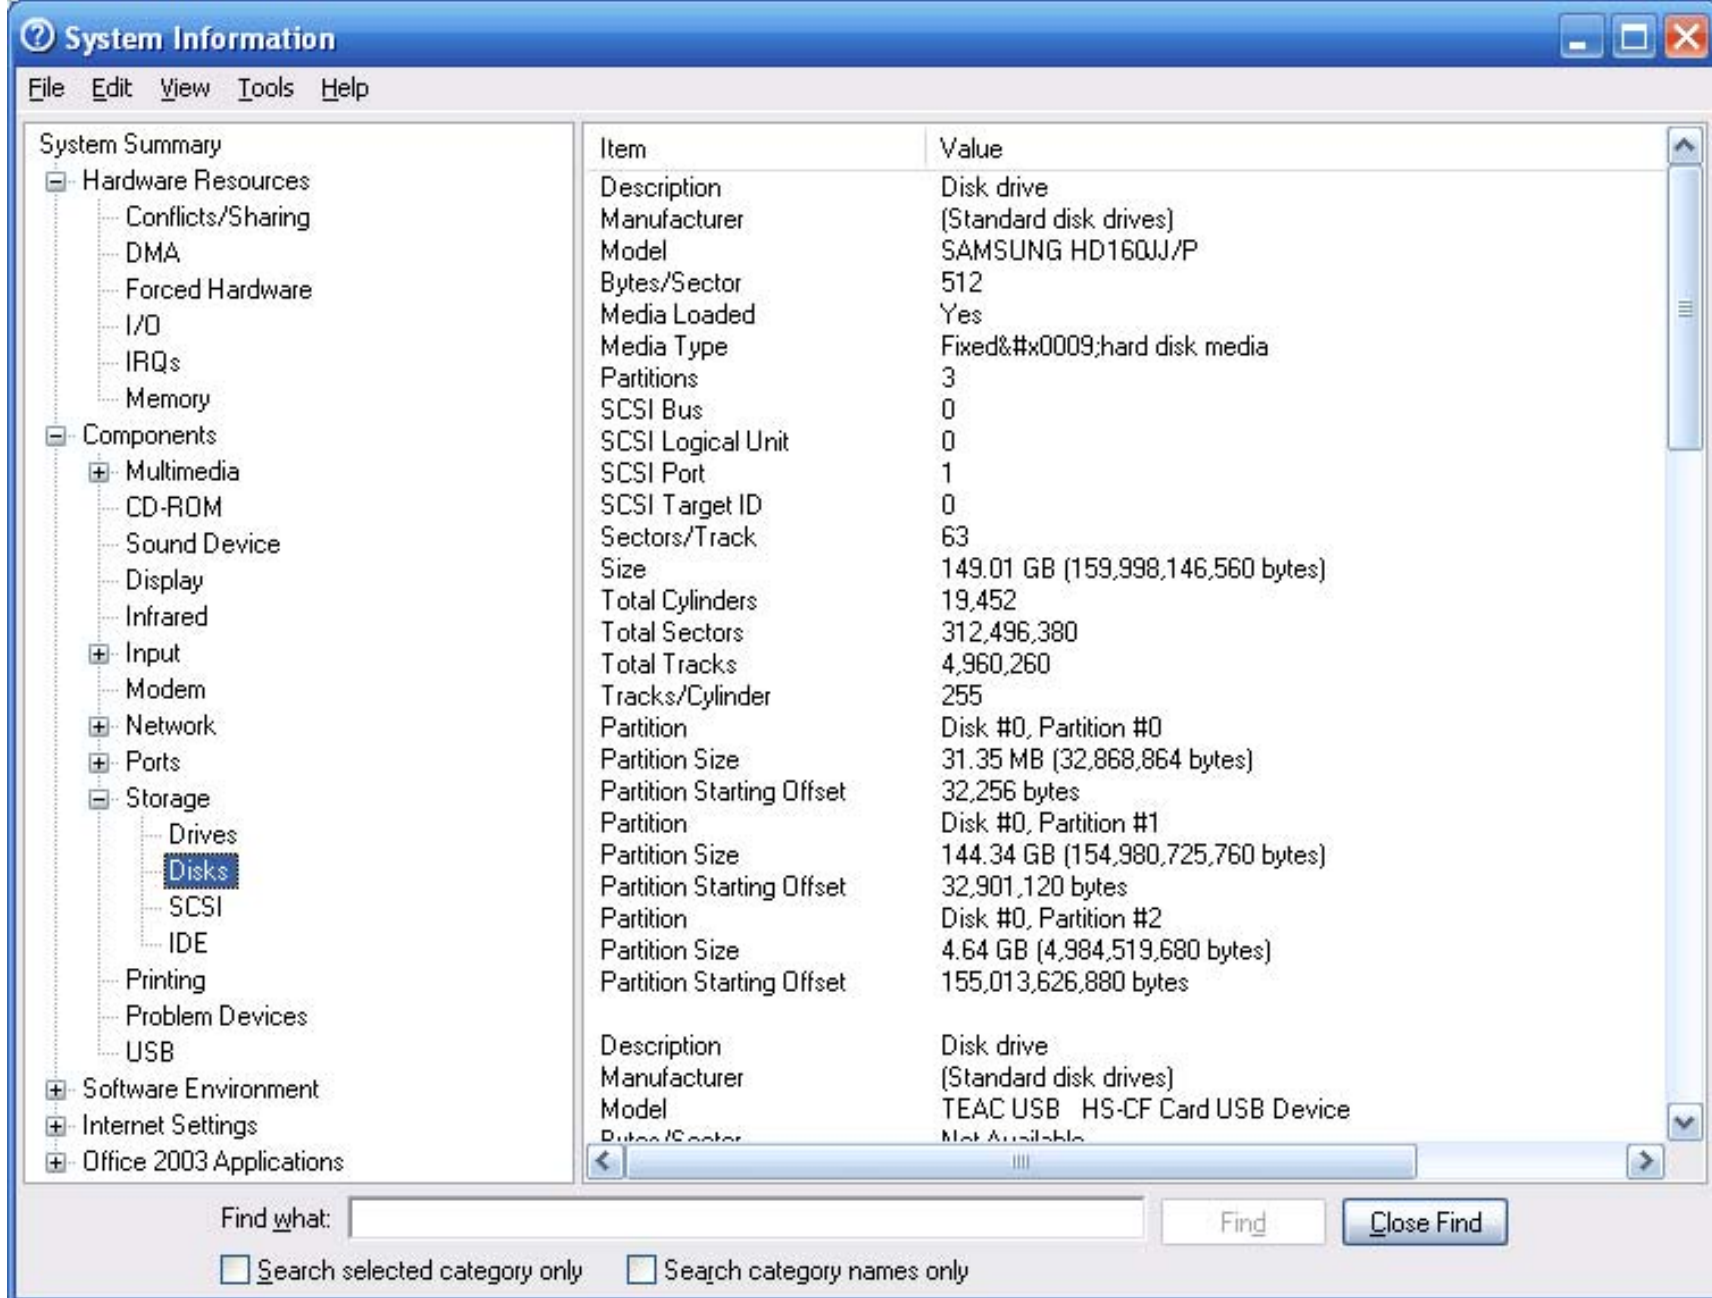 System Information
File Edit View Tools Help
System Summary
Hardware Resources
Conflicts/Sharing
DMA
Forced Hardware
I/O
IRQs
Memory
Components
Multimedia
CD-ROM
Sound Device
Display
Infrared
Input
Modem
Network
Ports
Storage
Drives
Disks
SCSI
IDE
Printing
Problem Devices
USB
Software Environment
Internet Settings
Office 2003 Applications
Item Value
Description Disk drive
Manufacturer (Standard disk drives)
Model SAMSUNG HD160JJ/P
Bytes/Sector 512
Media Loaded Yes
Media Type Fixed&#x0009;hard disk media
Partitions 3
SCSI Bus 0
SCSI Logical Unit 0
SCSI Port 1
SCSI Target ID 0
Sectors/Track 63
Size 149.01 GB (159,998,146,560 bytes)
Total Cylinders 19,452
Total Sectors 312,496,380
Total Tracks 4,960,260
Tracks/Cylinder 255
Partition Disk #0, Partition #0
Partition Size 31.35 MB (32,868,864 bytes)
Partition Starting Offset 32,256 bytes
Partition Disk #0, Partition #1
Partition Size 144.34 GB (154,980,725,760 bytes)
Partition Starting Offset 32,901,120 bytes
Partition Disk #0, Partition #2
Partition Size 4.64 GB (4,984,519,680 bytes)
Partition Starting Offset 155,013,626,880 bytes
Description Disk drive
Manufacturer (Standard disk drives)
Model TEAC USB HS-CF Card USB Device
Bytes/Sector Not Available
Find what: Find Close Find
Search selected category only Search category names only